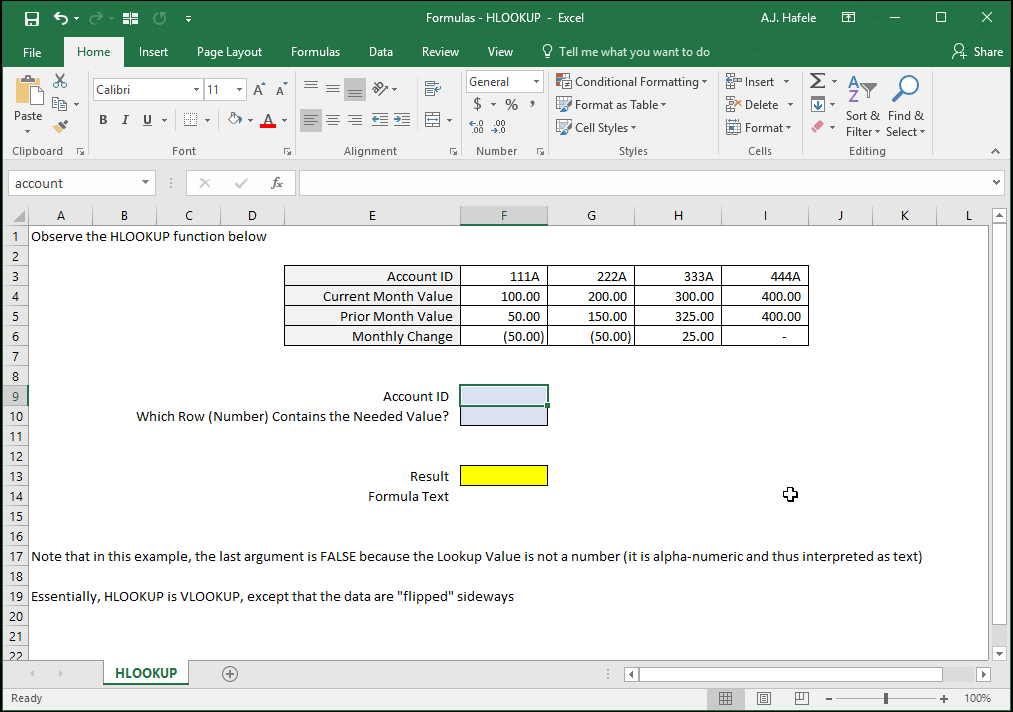 Formulas - HLOOKUP - Excel
A.J. Hafele
File Home Insert Page Layout Formulas Data Review View Tell me what you want to do Share
Paste
Calibri 11
B I U A
A A
General
$ % ,
Conditional Formatting
Format as Table
Cell Styles
Insert
Delete
Format
Sort & Filter
Find & Select
Clipboard Font Alignment Number Styles Cells Editing
account fx
A B C D E F G H I J K L
1 Observe the HLOOKUP function below
2
3 Account ID 111A 222A 333A 444A
4 Current Month Value 100.00 200.00 300.00 400.00
5 Prior Month Value 50.00 150.00 325.00 400.00
6 Monthly Change (50.00) (50.00) 25.00 -
7
8
9 Account ID
10 Which Row (Number) Contains the Needed Value?
11
12
13 Result
14 Formula Text
15
16
17 Note that in this example, the last argument is FALSE because the Lookup Value is not a number (it is alpha-numeric and thus interpreted as text)
18
19 Essentially, HLOOKUP is VLOOKUP, except that the data are "flipped" sideways
20
21
22
HLOOKUP
Ready 100%